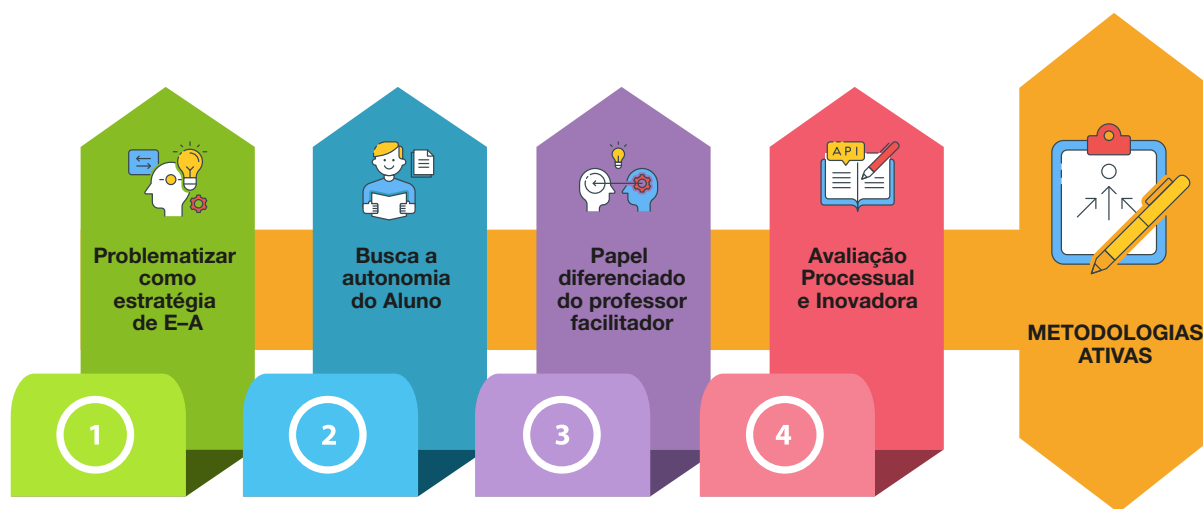 Problematizar
como
estratégia
de E–A
1
Busca a
autonomia
do Aluno
2
Papel
diferenciado
do professor
facilitador
3
API
Avaliação
Processual
e Inovadora
4
METODOLOGIAS
ATIVAS